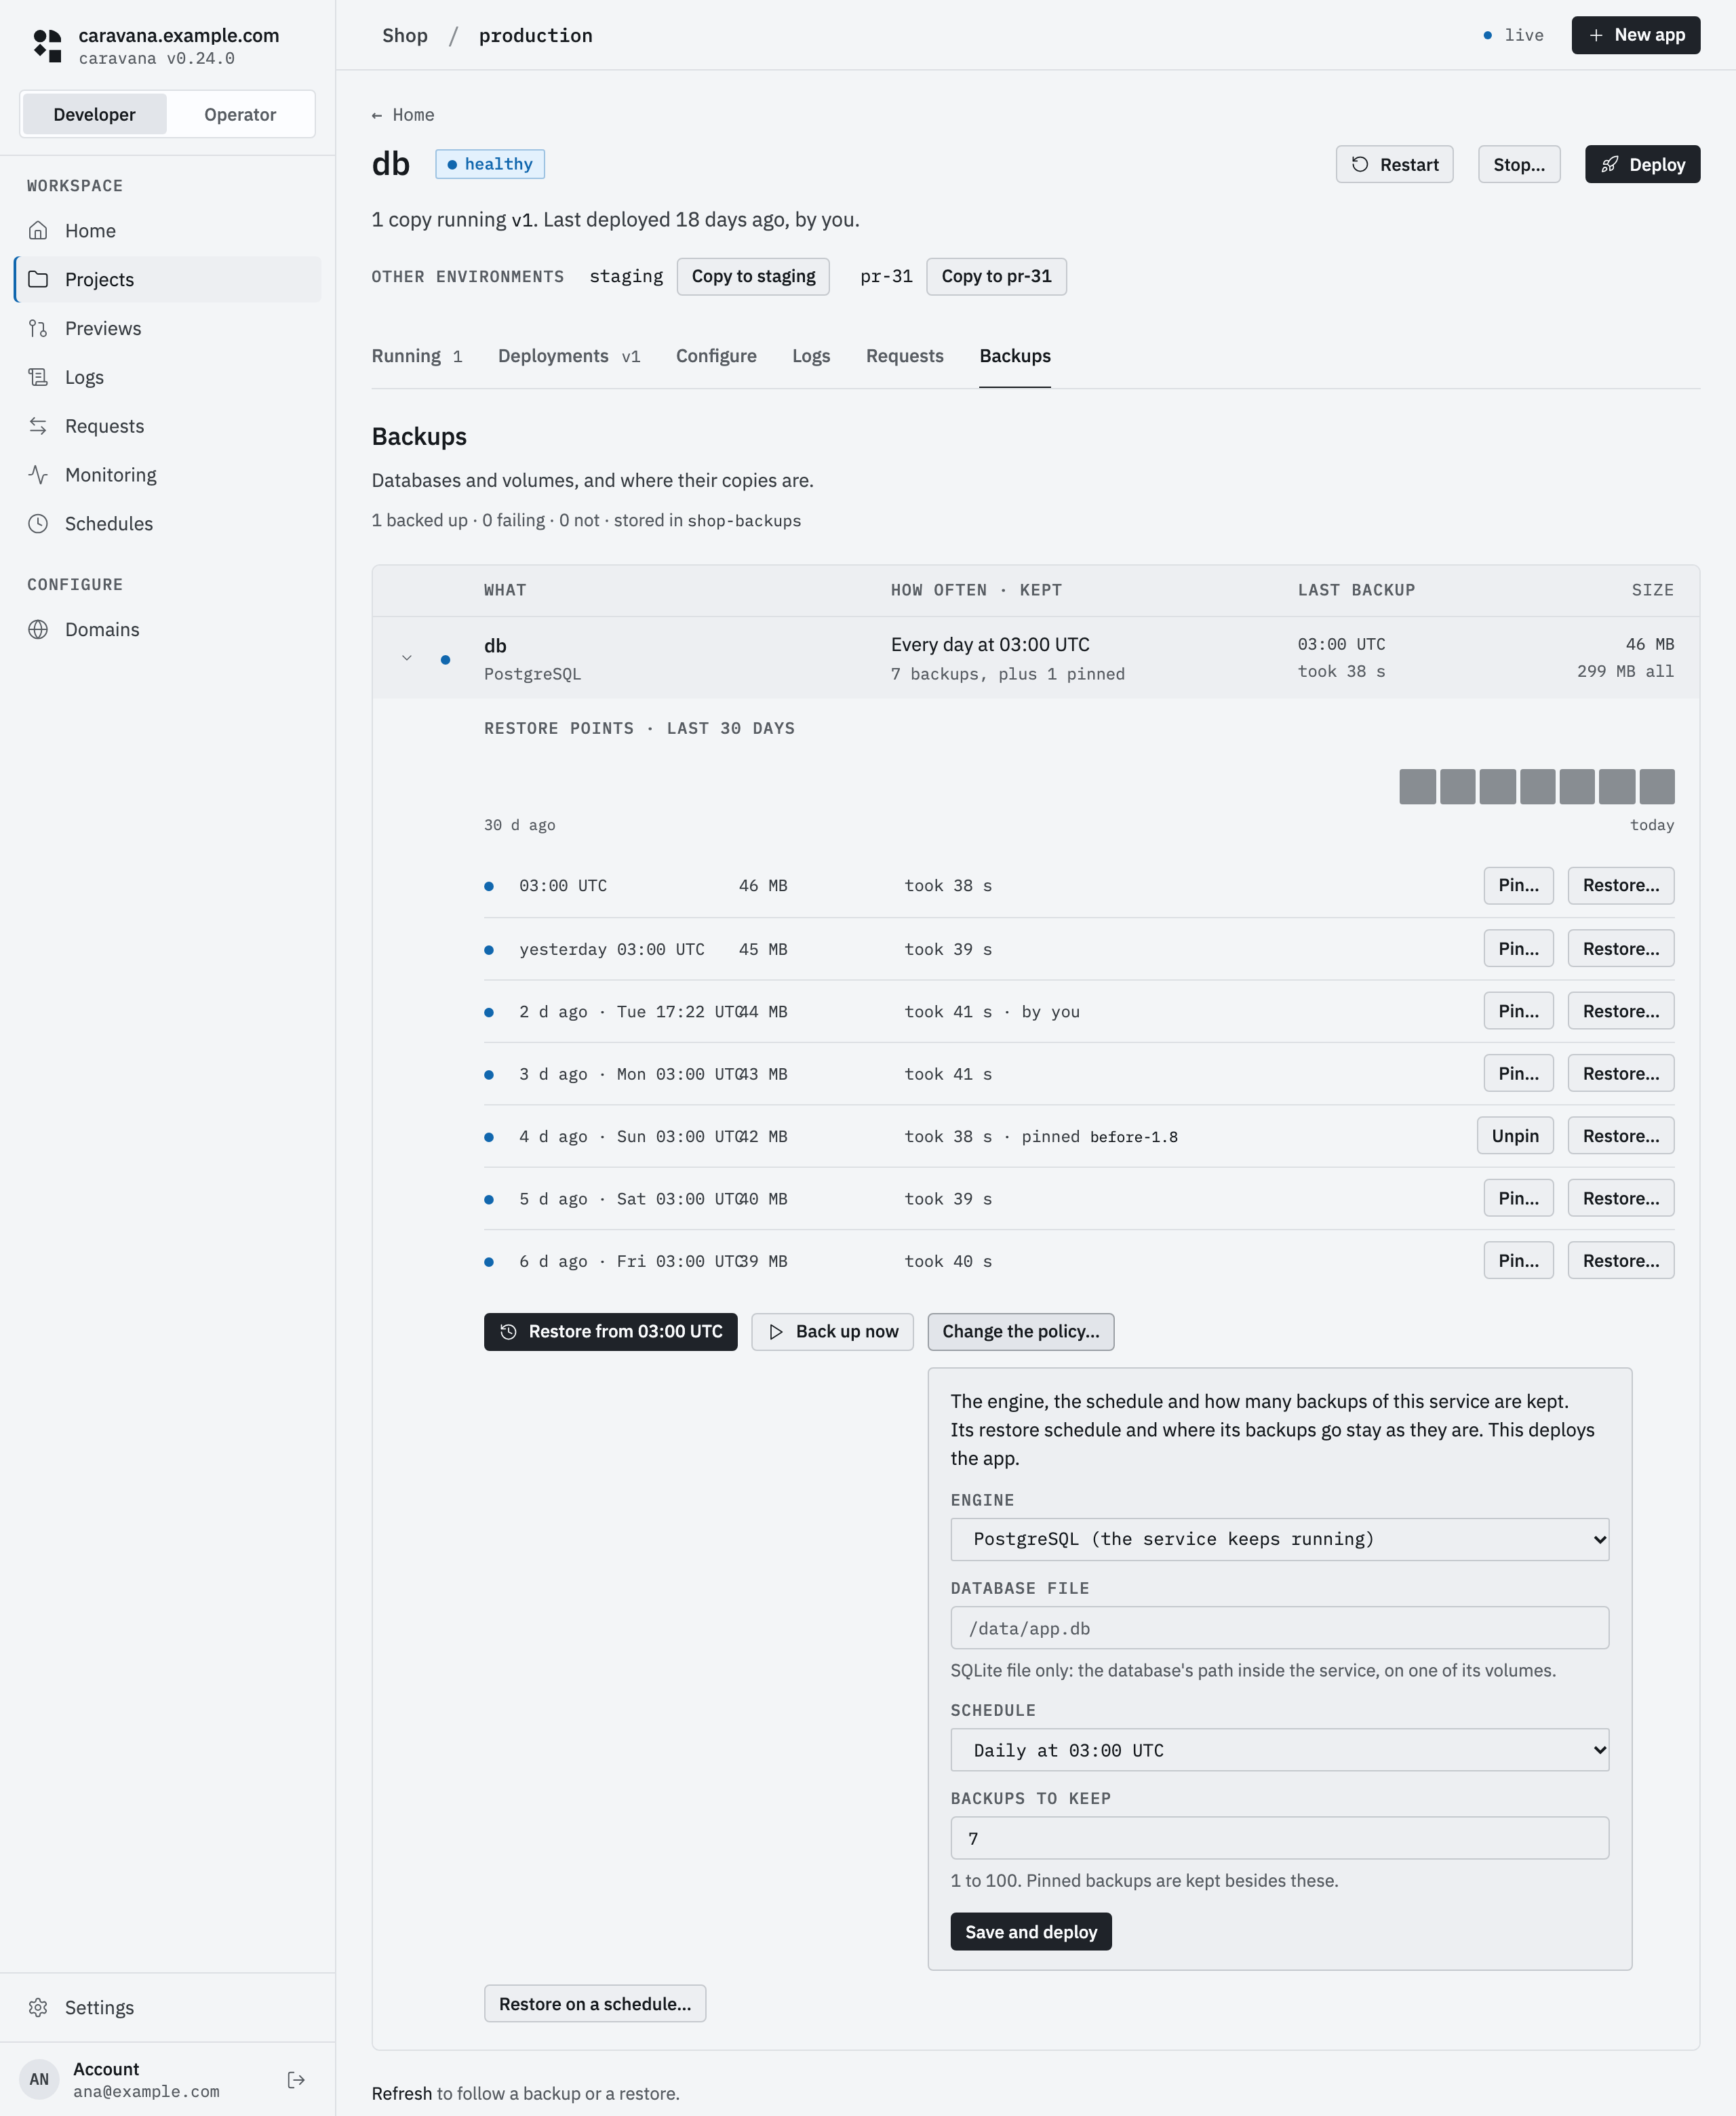 caravana.example.com
caravana v0.24.0
Developer
Operator
WORKSPACE
Home
Projects
Previews
Logs
Requests
Monitoring
Schedules
CONFIGURE
Domains
Settings
AN
Account
ana@example.com
Shop / production
live
+ New app
← Home
db
healthy
Restart
Stop...
Deploy
1 copy running v1. Last deployed 18 days ago, by you.
OTHER ENVIRONMENTS staging Copy to staging pr-31 Copy to pr-31
Running 1 Deployments v1 Configure Logs Requests Backups
Backups
Databases and volumes, and where their copies are.
1 backed up · 0 failing · 0 not · stored in shop-backups
WHAT HOW OFTEN · KEPT LAST BACKUP SIZE
db Every day at 03:00 UTC 03:00 UTC 46 MB
PostgreSQL 7 backups, plus 1 pinned took 38 s 299 MB all
RESTORE POINTS · LAST 30 DAYS
30 d ago today
03:00 UTC 46 MB took 38 s Pin... Restore...
yesterday 03:00 UTC 45 MB took 39 s Pin... Restore...
2 d ago · Tue 17:22 UTC 44 MB took 41 s · by you Pin... Restore...
3 d ago · Mon 03:00 UTC 43 MB took 41 s Pin... Restore...
4 d ago · Sun 03:00 UTC 42 MB took 38 s · pinned before-1.8 Unpin Restore...
5 d ago · Sat 03:00 UTC 40 MB took 39 s Pin... Restore...
6 d ago · Fri 03:00 UTC 39 MB took 40 s Pin... Restore...
Restore from 03:00 UTC Back up now Change the policy...
The engine, the schedule and how many backups of this service are kept.
Its restore schedule and where its backups go stay as they are. This deploys
the app.
ENGINE
PostgreSQL (the service keeps running)
DATABASE FILE
/data/app.db
SQLite file only: the database's path inside the service, on one of its volumes.
SCHEDULE
Daily at 03:00 UTC
BACKUPS TO KEEP
7
1 to 100. Pinned backups are kept besides these.
Save and deploy
Restore on a schedule...
Refresh to follow a backup or a restore.